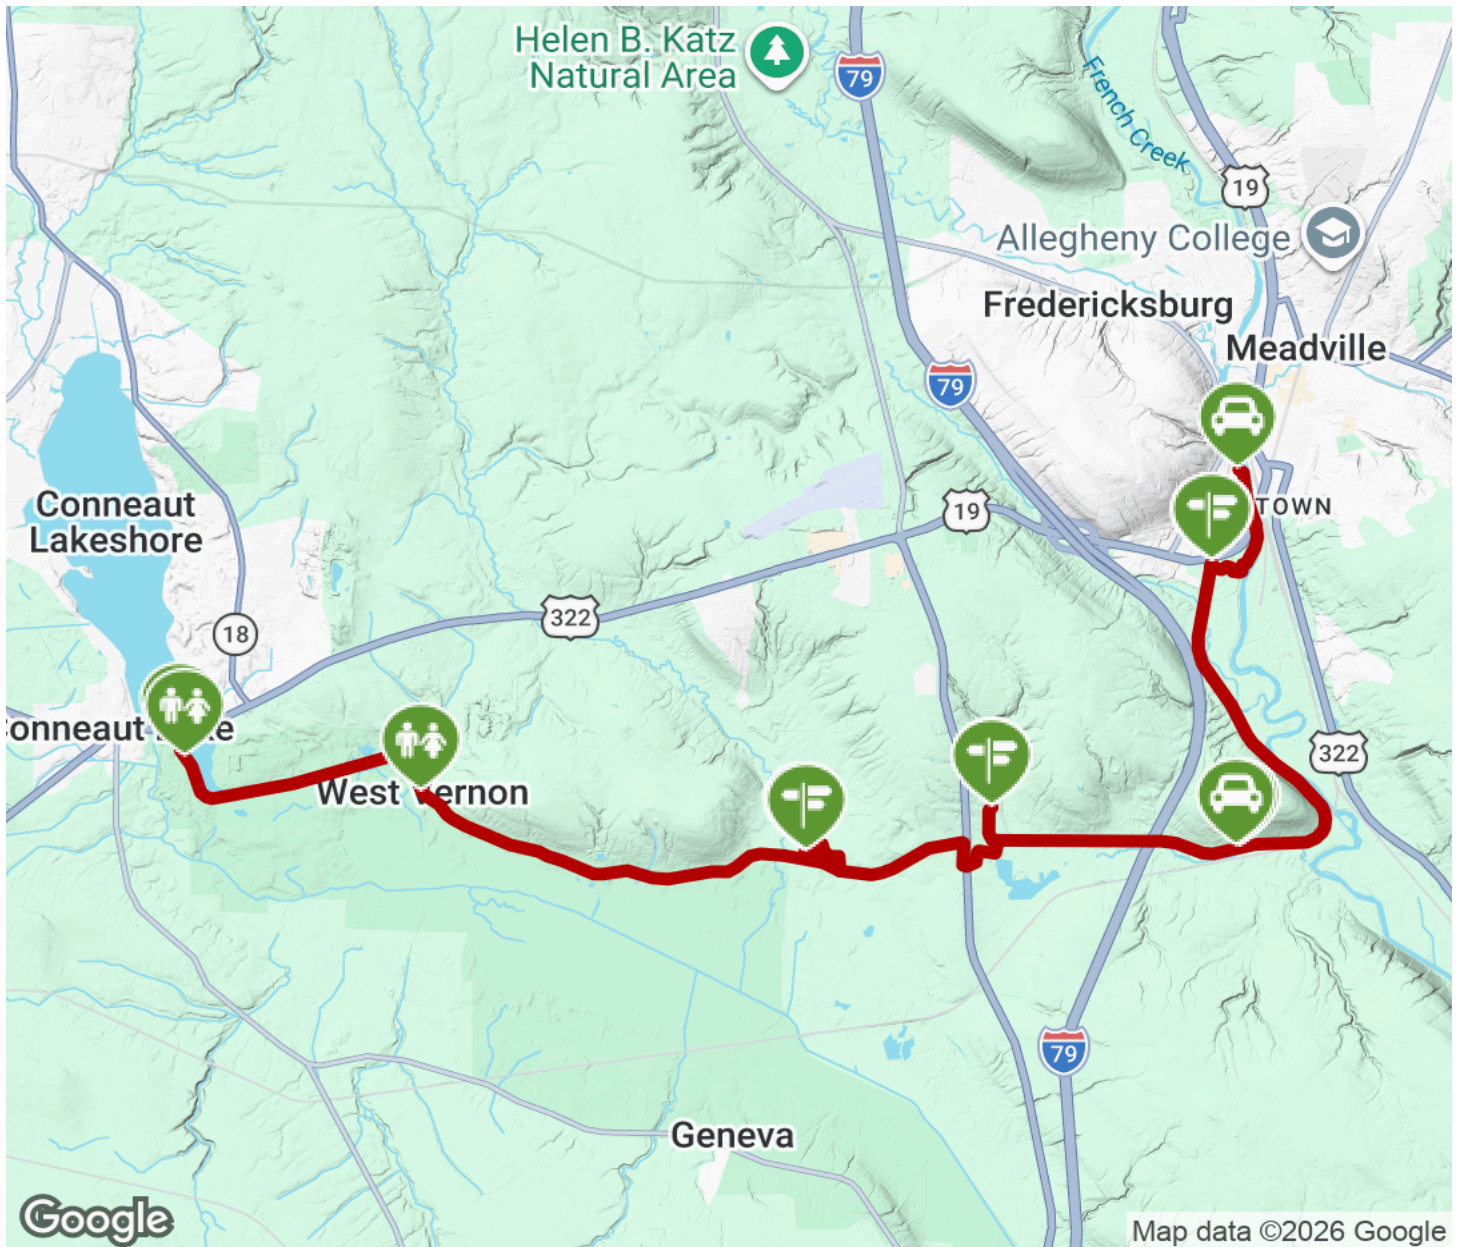 Helen B. Katz
Natural Area
79
French Creek
19
Allegheny College
Fredericksburg
Meadville
79
Conneaut
Lakeshore
19
TOWN
322
18
322
West Vernon
79
Geneva
Google
Map data ©2026 Google